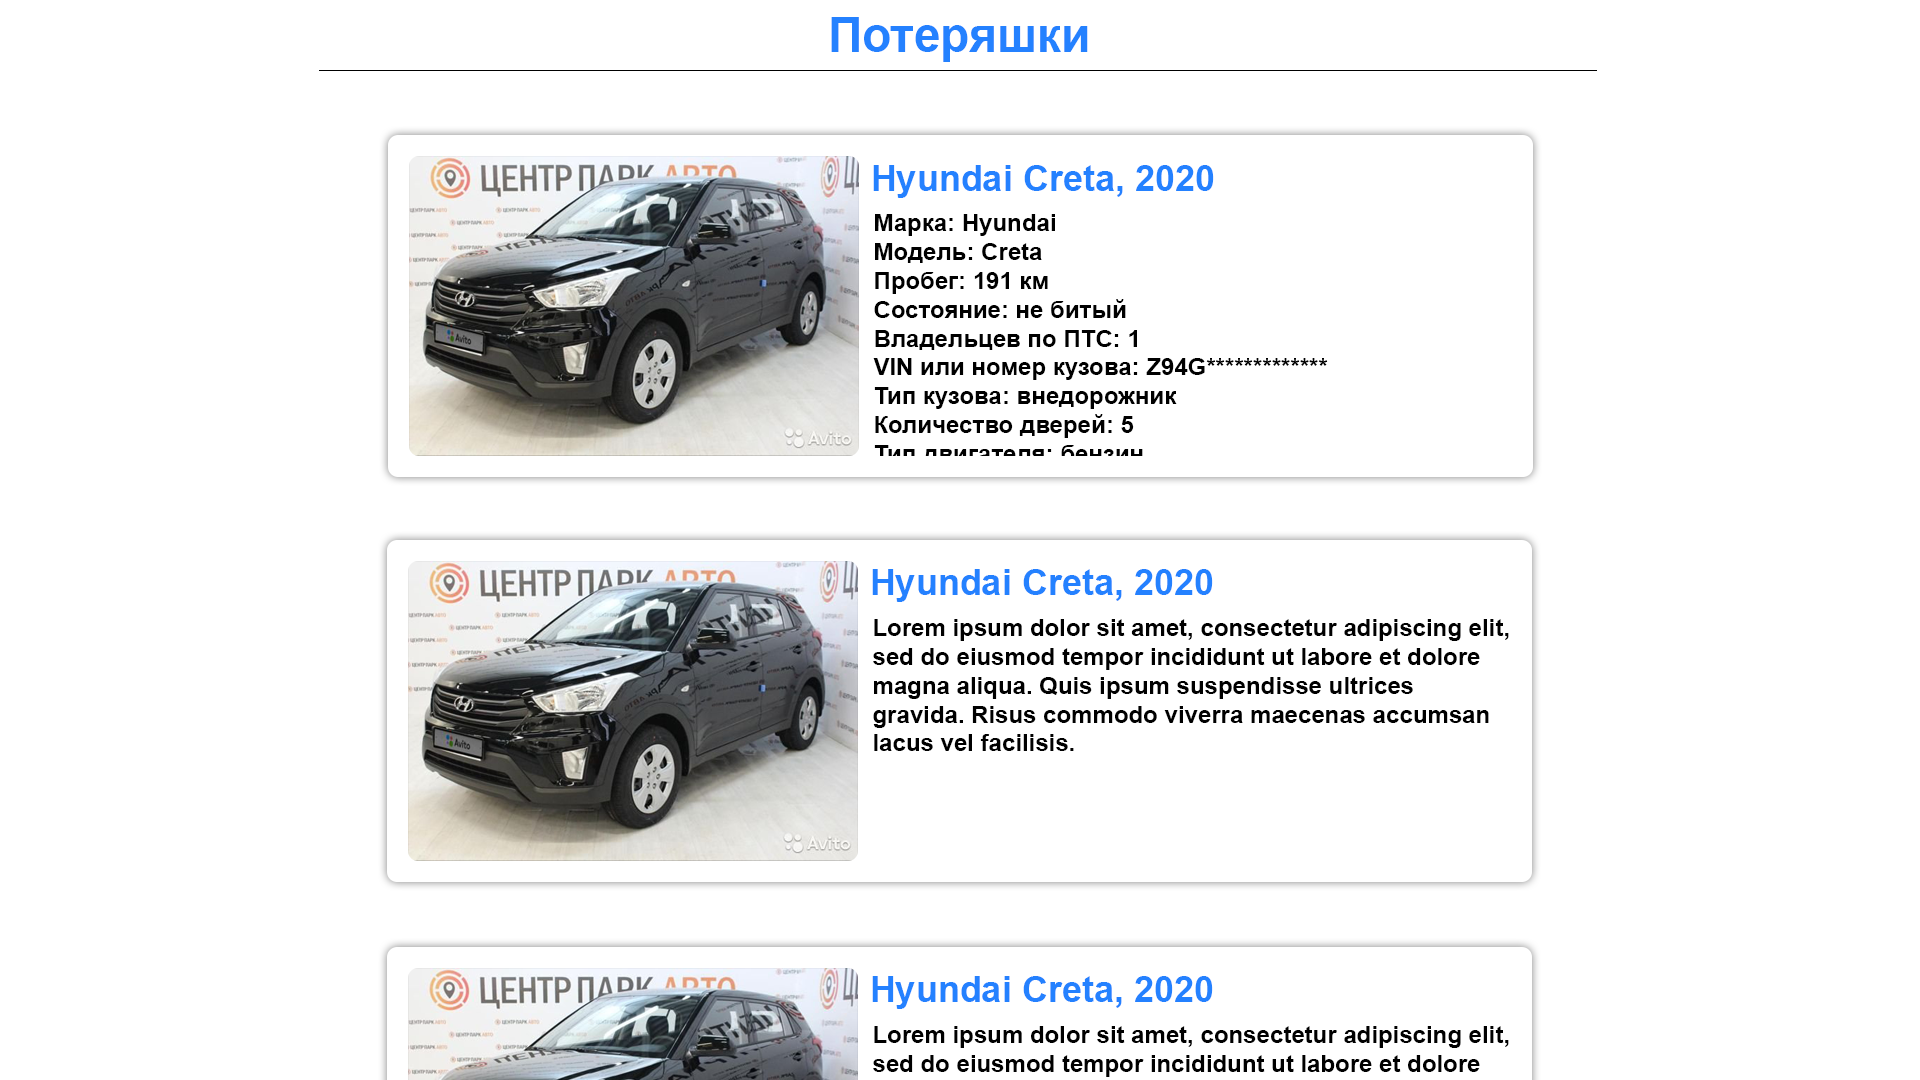 Потеряшки
ЦЕНТР ПАРК АВТО
Avito
Avito
Hyundai Creta, 2020
Марка: Hyundai
Модель: Creta
Пробег: 191 км
Состояние: не битый
Владельцев по ПТС: 1
VIN или номер кузова: Z94G*************
Тип кузова: внедорожник
Количество дверей: 5
Тип двигателя: бензин
ЦЕНТР ПАРК АВТО
Avito
Avito
Hyundai Creta, 2020
Lorem ipsum dolor sit amet, consectetur adipiscing elit,
sed do eiusmod tempor incididunt ut labore et dolore
magna aliqua. Quis ipsum suspendisse ultrices
gravida. Risus commodo viverra maecenas accumsan
lacus vel facilisis.
ЦЕНТР ПАРК АВТО
Hyundai Creta, 2020
Lorem ipsum dolor sit amet, consectetur adipiscing elit,
sed do eiusmod tempor incididunt ut labore et dolore